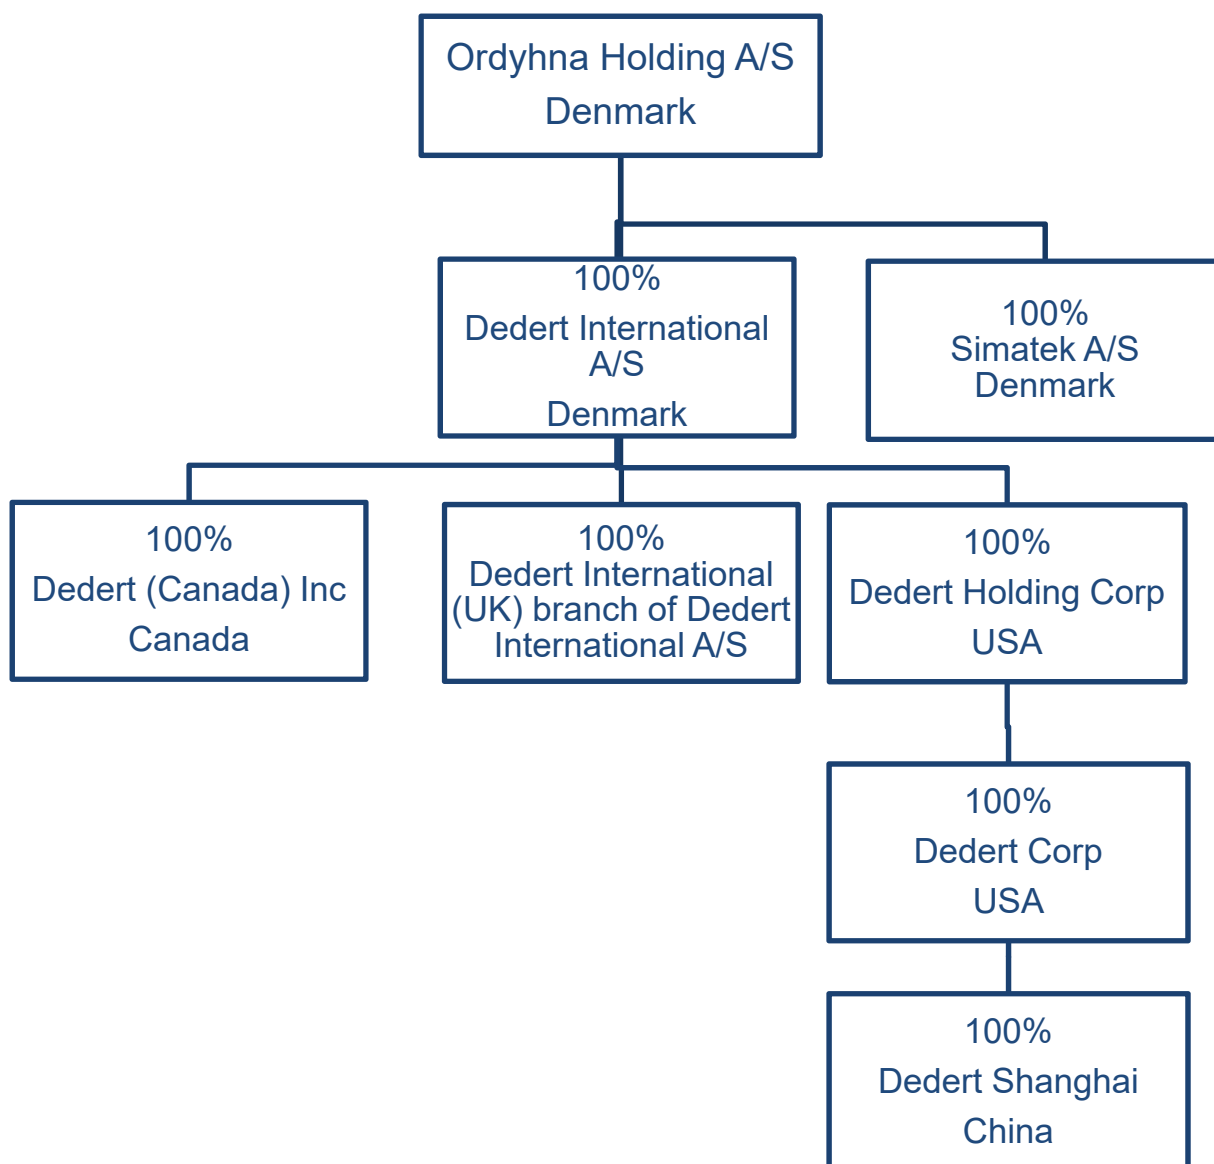 Ordyhna Holding A/S
Denmark
100%
Dedert International
A/S
Denmark
100%
Simatek A/S
Denmark
100%
Dedert (Canada) Inc
Canada
100%
Dedert International
(UK) branch of Dedert
International A/S
100%
Dedert Holding Corp
USA
100%
Dedert Corp
USA
100%
Dedert Shanghai
China